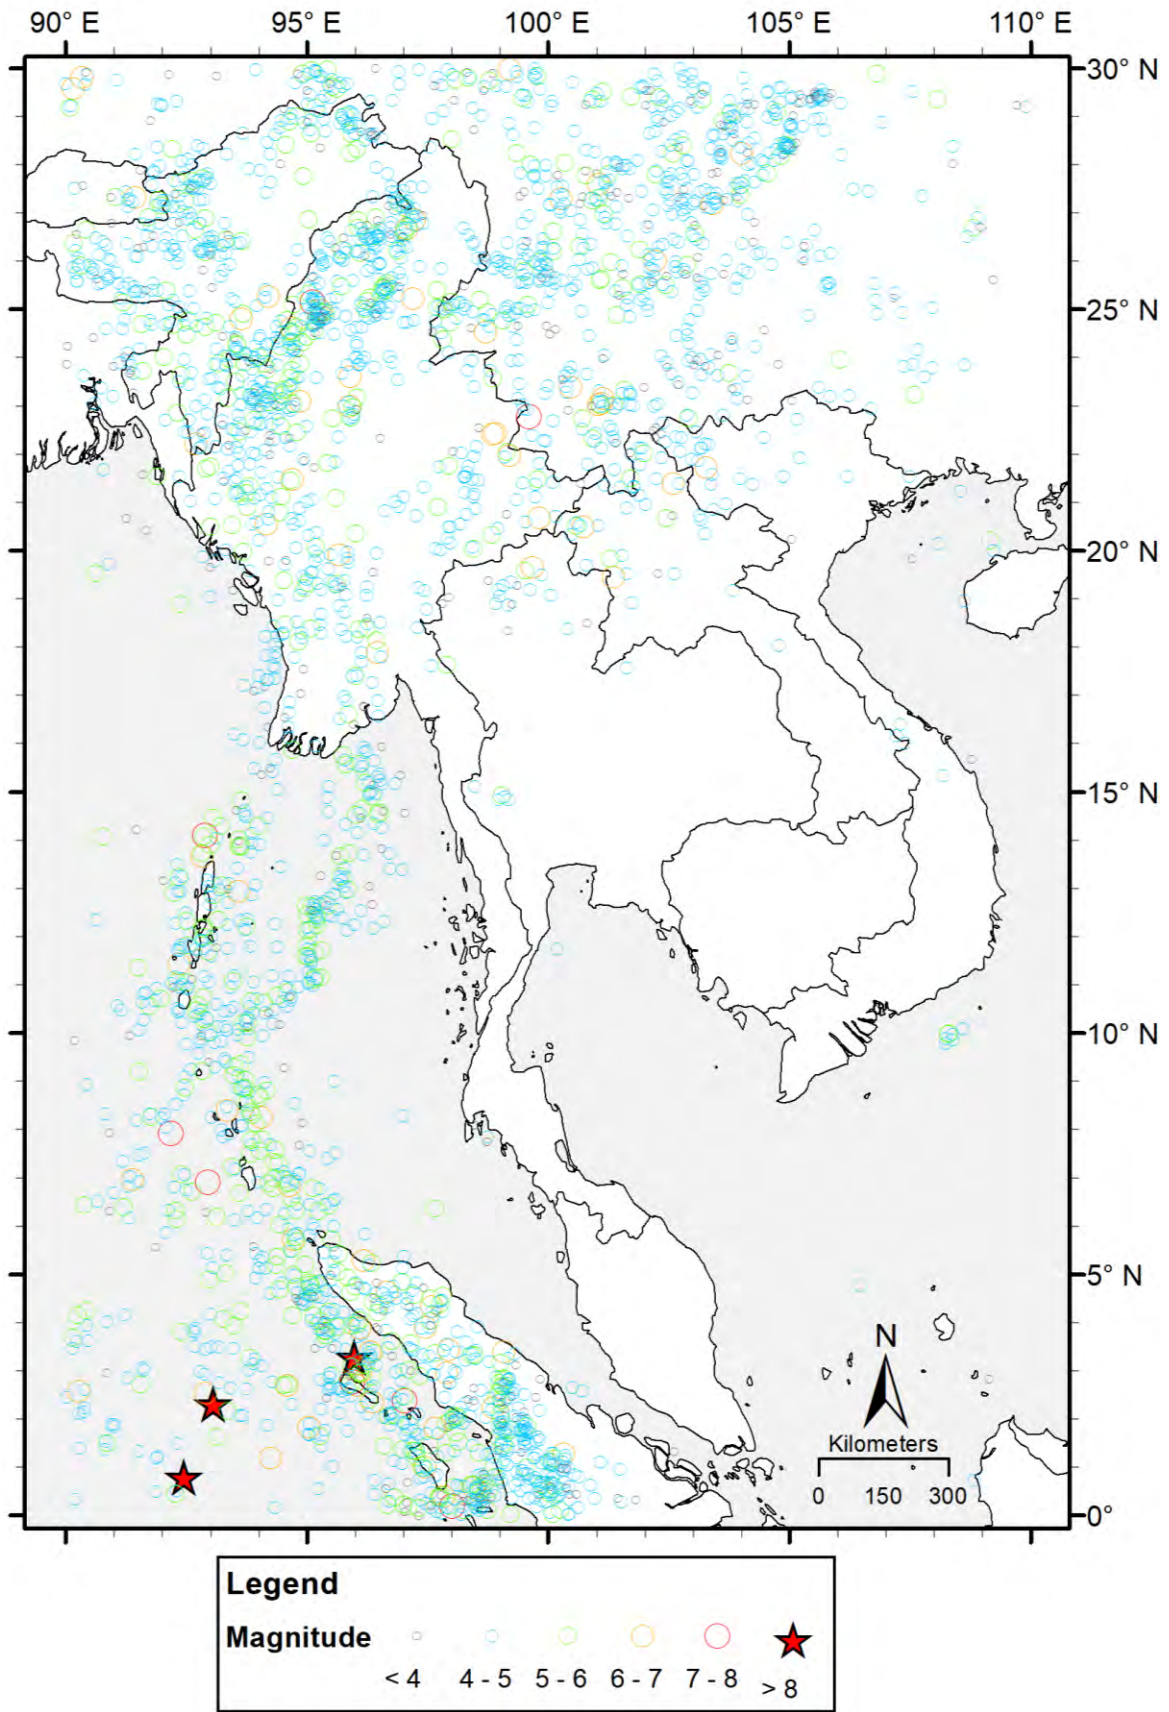 90° E 95° E 100° E 105° E 110° E
30° N
25° N
20° N
15° N
10° N
5° N
N
Kilometers
0 150 300
0°
Legend
Magnitude
< 4 4 - 5 5 - 6 6 - 7 7 - 8 > 8